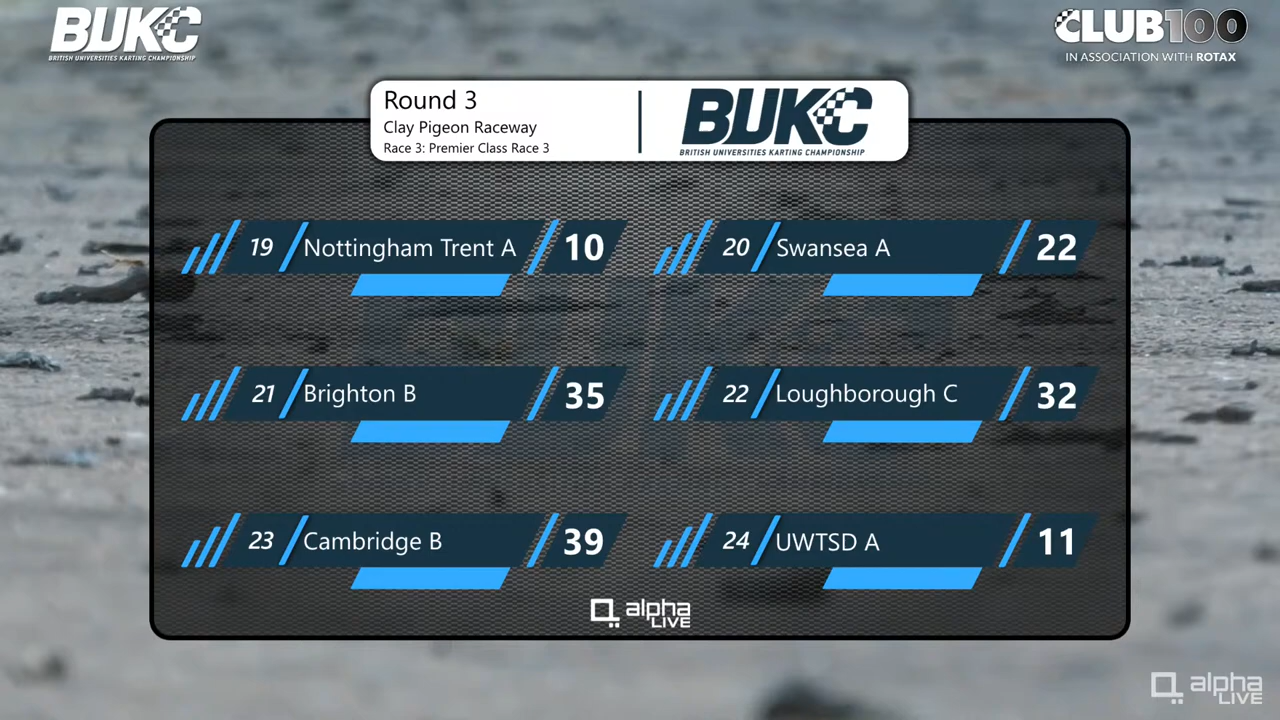 BUKC
BRITISH UNIVERSITIES KARTING CHAMPIONSHIP
CLUB100
IN ASSOCIATION WITH ROTAX
Round 3
Clay Pigeon Raceway
Race 3: Premier Class Race 3
BUKC
BRITISH UNIVERSITIES KARTING CHAMPIONSHIP
19 Nottingham Trent A 10
20 Swansea A 22
21 Brighton B 35
22 Loughborough C 32
23 Cambridge B 39
24 UWTSD A 11
alpha
LIVE
alpha
LIVE